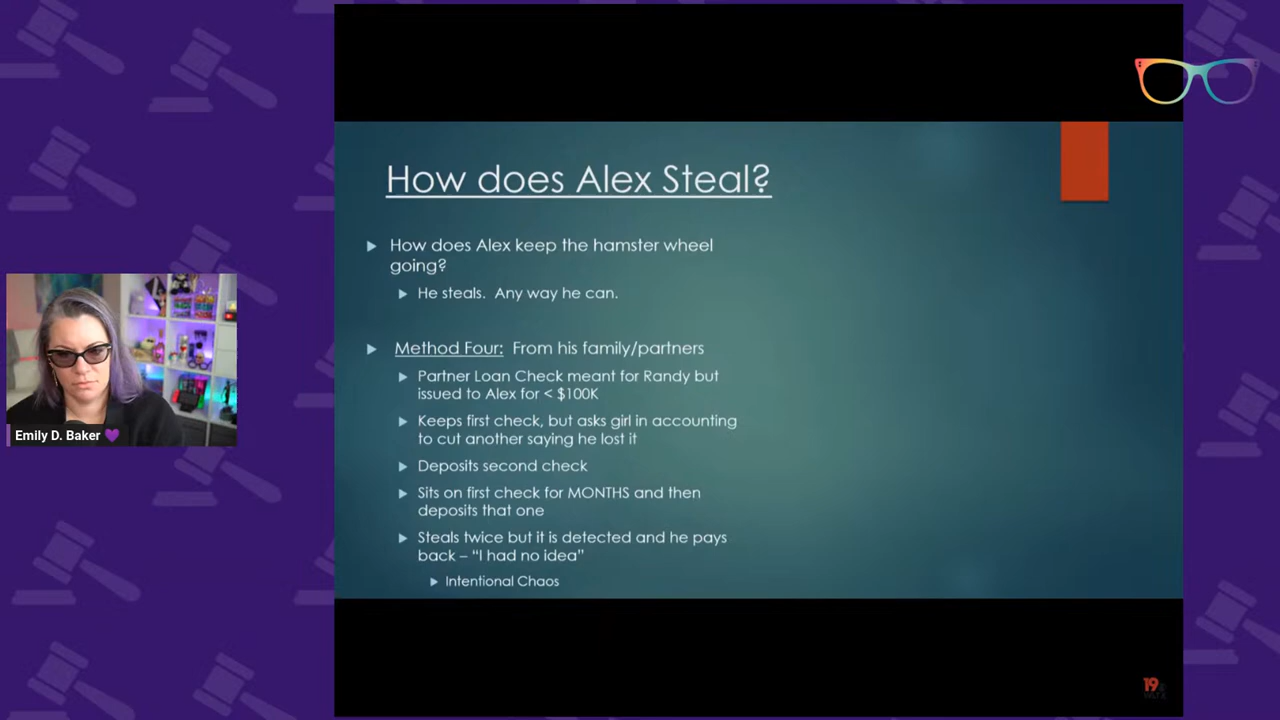 How does Alex Steal?
How does Alex keep the hamster wheel
going?
He steals. Any way he can.
Method Four: From his family/partners
Partner Loan Check meant for Randy but
issued to Alex for < $100K
Keeps first check, but asks girl in accounting
to cut another saying he lost it
Deposits second check
Sits on first check for MONTHS and then
deposits that one
Steals twice but it is detected and he pays
back – “I had no idea”
Intentional Chaos
Emily D. Baker 💜
19